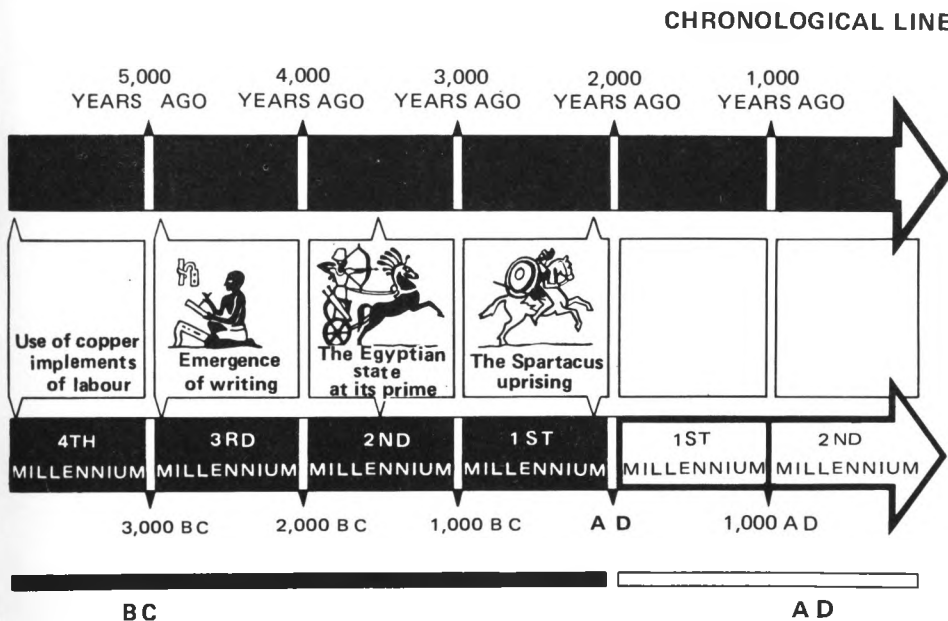 CHRONOLOGICAL LINE
5,000
YEARS AGO
4,000
YEARS AGO
3,000
YEARS AGO
2,000
YEARS AGO
1,000
YEARS AGO
Use of copper
implements
of labour
Emergence
of writing
The Egyptian
state
at its prime
The Spartacus
uprising
4TH
MILLENNIUM
3RD
MILLENNIUM
2ND
MILLENNIUM
1ST
MILLENNIUM
1ST
MILLENNIUM
2ND
MILLENNIUM
3,000 BC
2,000 BC
1,000 BC
AD
1,000 AD
BC
AD